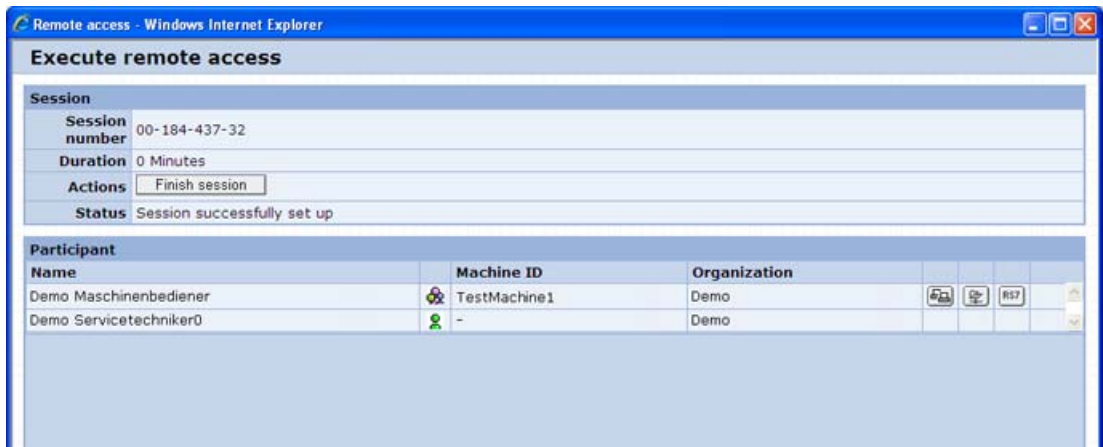 Remote access - Windows Internet Explorer
Execute remote access
Session
Session number 00-184-437-32
Duration 0 Minutes
Actions Finish session
Status Session successfully set up
Participant
Name Machine ID Organization
Demo Maschinenbediener TestMachine1 Demo RS7
Demo Servicetechniker0 - Demo